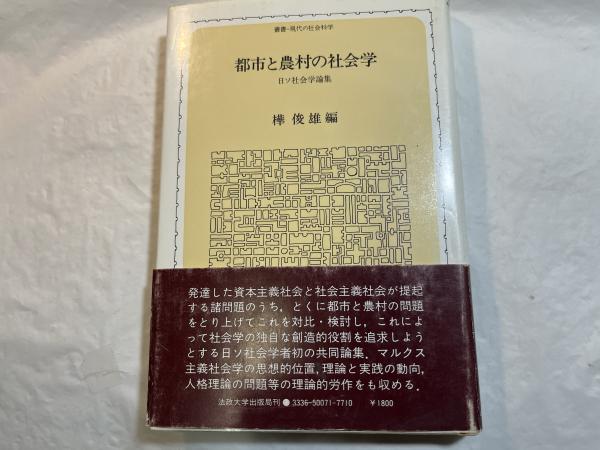 叢書・現代の社会科学
都市と農村の社会学
日ソ社会学論集
樺 俊雄 編
発達した資本主義社会と社会主義社会が提起
する諸問題のうち，とくに都市と農村の問題
をとり上げてこれを対比・検討し，これによ
って社会学の独自な創造的役割を追求しよう
とする日ソ社会学者初の共同論集．マルクス
主義社会学の思想的位置，理論と実践の動向，
人格理論の問題等の理論的労作をも収める．
法政大学出版局刊 3336-50071-7710 ￥1800